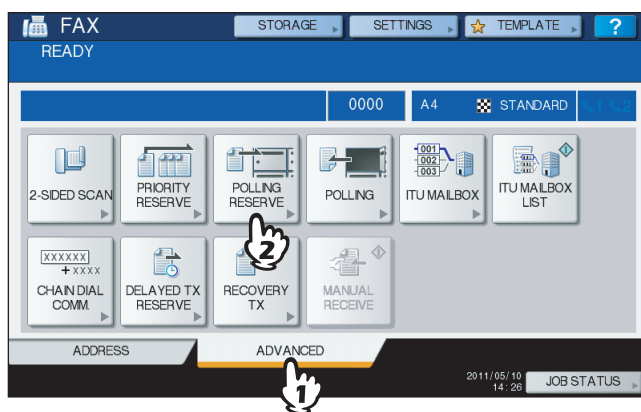 FAX STORAGE SETTINGS TEMPLATE ?
READY
0000 A4 STANDARD 1 2
2-SIDED SCAN
PRIORITY
RESERVE
POLLING
RESERVE
POLLING
001
002
003
ITU MAILBOX
ITU MAILBOX
LIST
2
XXXXXX
+ XXXX
CHAIN DIAL
COMM.
DELAYED TX
RESERVE
RECOVERY
TX
MANUAL
RECEIVE
ADDRESS ADVANCED
1
2011/05/10
14:26
JOB STATUS